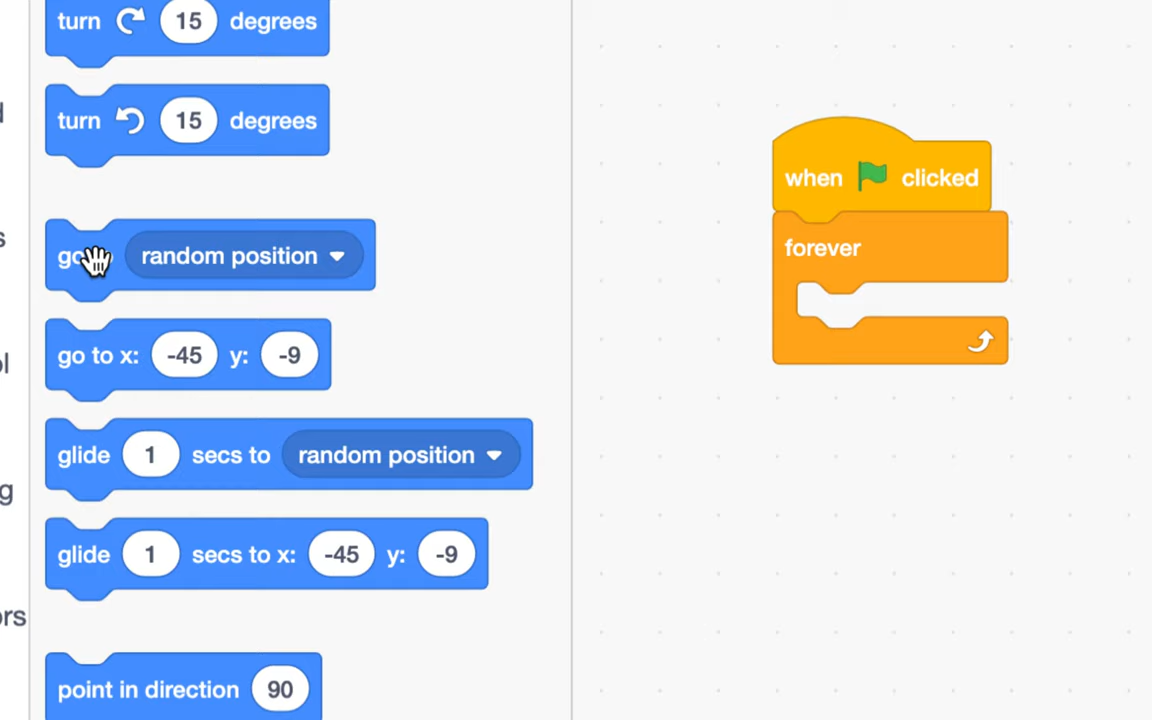 turn 15 degrees
turn 15 degrees
go random position
go to x: -45 y: -9
glide 1 secs to random position
glide 1 secs to x: -45 y: -9
point in direction 90
when clicked
forever